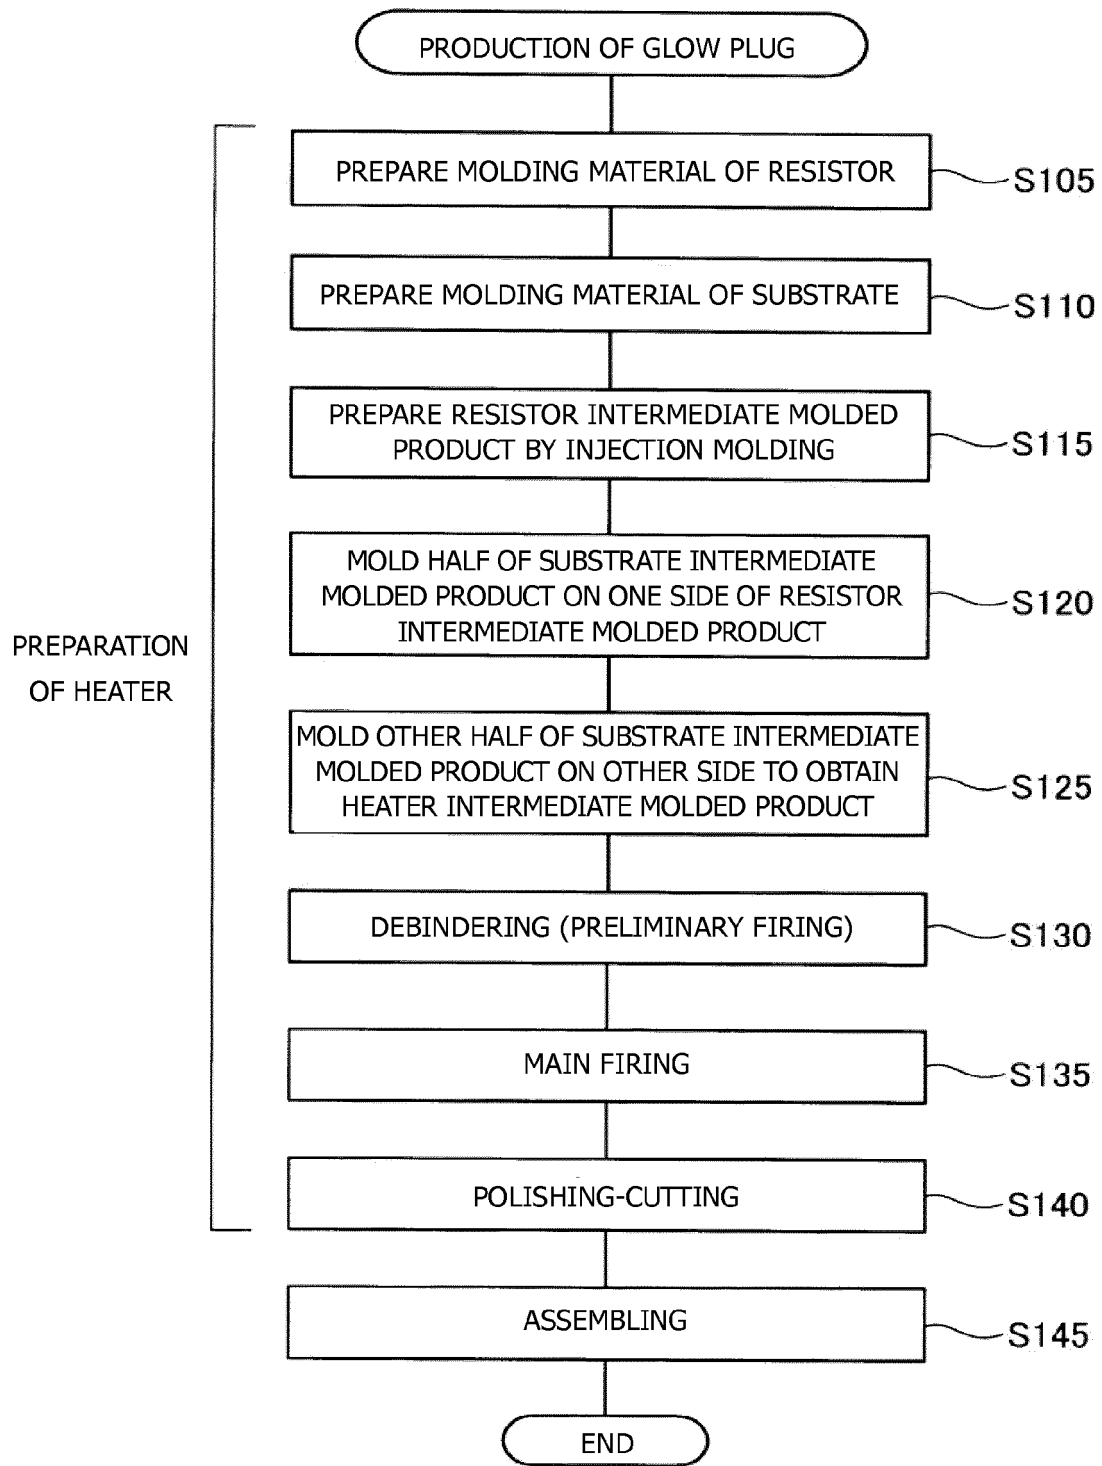 PRODUCTION OF GLOW PLUG
PREPARE MOLDING MATERIAL OF RESISTOR
S105
PREPARE MOLDING MATERIAL OF SUBSTRATE
S110
PREPARE RESISTOR INTERMEDIATE MOLDED
PRODUCT BY INJECTION MOLDING
S115
MOLD HALF OF SUBSTRATE INTERMEDIATE
MOLDED PRODUCT ON ONE SIDE OF RESISTOR
INTERMEDIATE MOLDED PRODUCT
S120
PREPARATION
OF HEATER
MOLD OTHER HALF OF SUBSTRATE INTERMEDIATE
MOLDED PRODUCT ON OTHER SIDE TO OBTAIN
HEATER INTERMEDIATE MOLDED PRODUCT
S125
DEBINDERING (PRELIMINARY FIRING)
S130
MAIN FIRING
S135
POLISHING-CUTTING
S140
ASSEMBLING
S145
END